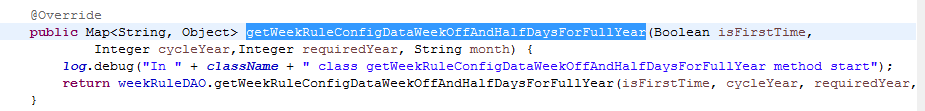 @Override
public Map<String, Object> getWeekRuleConfigDataWeekOffAndHalfDaysForFullYear(Boolean isFirstTime,
Integer cycleYear,Integer requiredYear, String month) {
log.debug("In " + className + " class getWeekRuleConfigDataWeekOffAndHalfDaysForFullYear method start");
return weekRuleDAO.getWeekRuleConfigDataWeekOffAndHalfDaysForFullYear(isFirstTime, cycleYear, requiredYear,
}